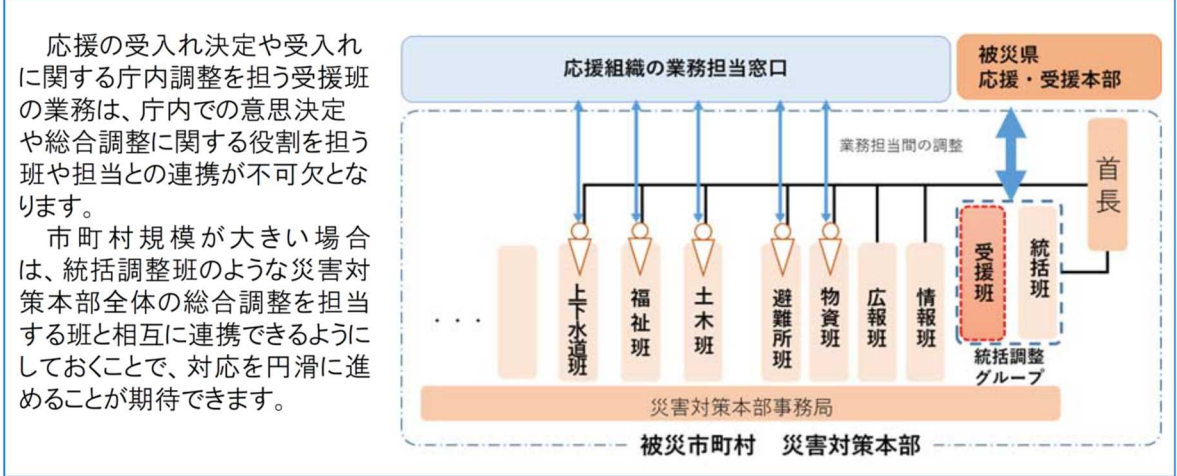 応援の受入れ決定や受入れ
に関する庁内調整を担う受援班
の業務は、庁内での意思決定
や総合調整に関する役割を担う
班や担当との連携が不可欠とな
ります。
市町村規模が大きい場合
は、統括調整班のような災害対
策本部全体の総合調整を担当
する班と相互に連携できるように
しておくことで、対応を円滑に進
めることが期待できます。
応援組織の業務担当窓口
被災県
応援・受援本部
業務担当間の調整
首長
・・・
上下水道班
福祉班
土木班
避難所班
物資班
広報班
情報班
受援班
統括班
統括調整
グループ
災害対策本部事務局
被災市町村 災害対策本部